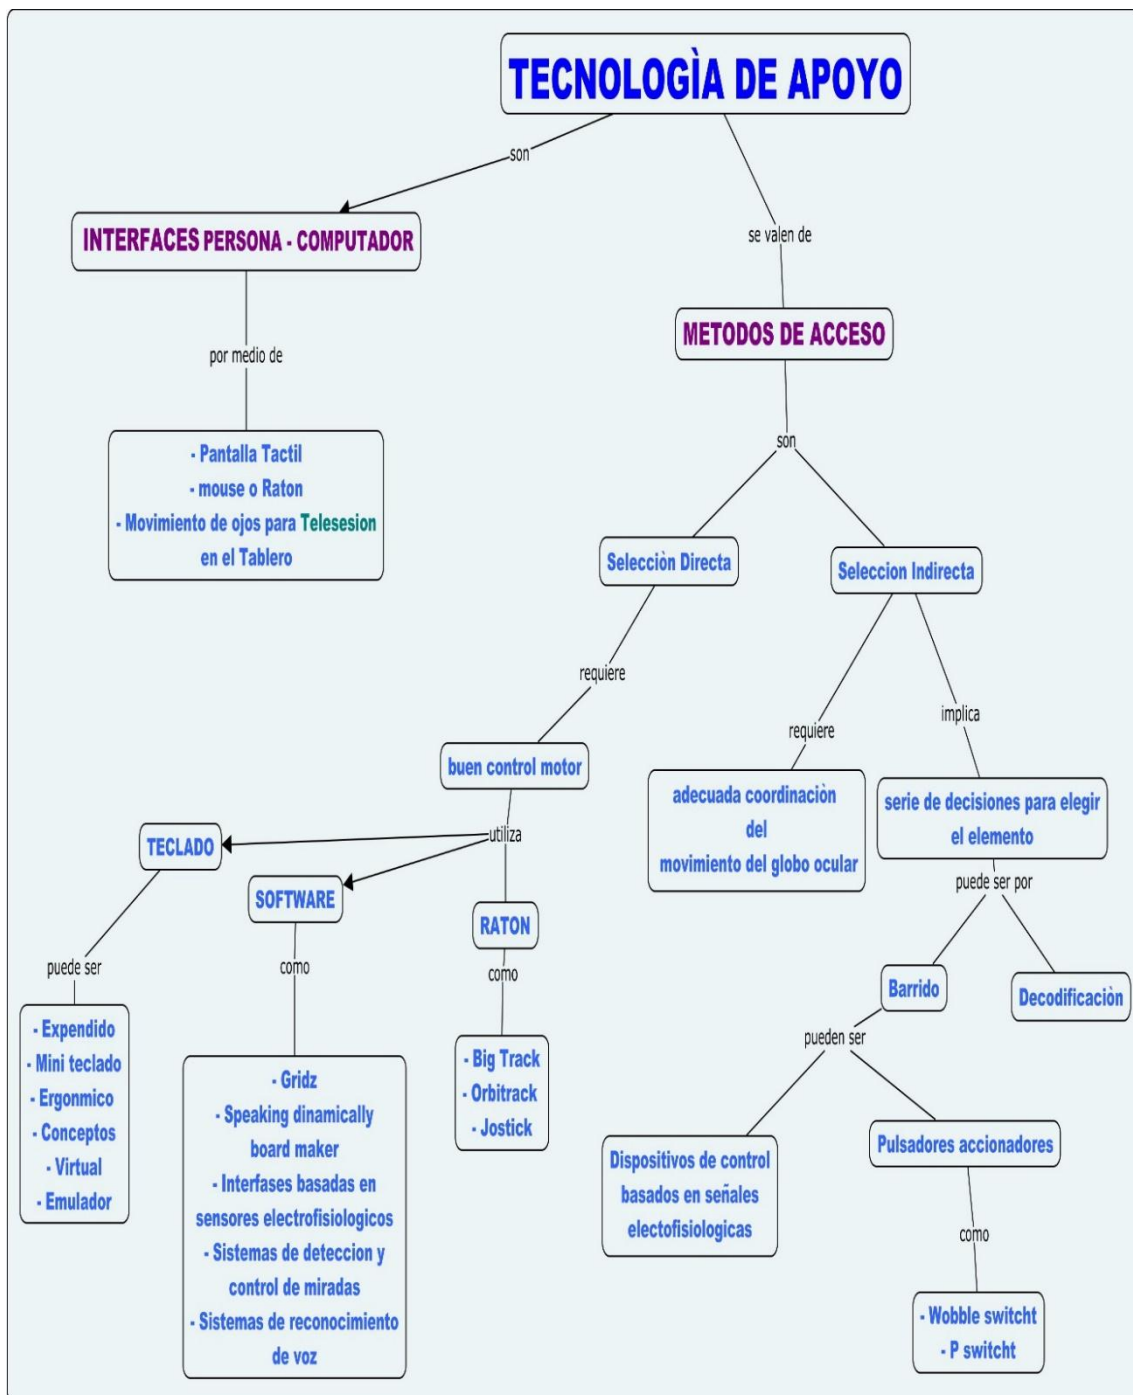 TECNOLOGÌA DE APOYO
son
INTERFACES PERSONA - COMPUTADOR
se valen de
METODOS DE ACCESO
por medio de
- Pantalla Tactil
- mouse o Raton
- Movimiento de ojos para Telesesion
en el Tablero
son
Selecciòn Directa
Seleccion Indirecta
requiere
buen control motor
requiere
adecuada coordinaciòn
del
movimiento del globo ocular
implica
serie de decisiones para elegir
el elemento
utiliza
TECLADO
SOFTWARE
RATON
puede ser
- Expendido
- Mini teclado
- Ergonmico
- Conceptos
- Virtual
- Emulador
como
- Gridz
- Speaking dinamically
board maker
- Interfases basadas en
sensores electrofisiologicos
- Sistemas de deteccion y
control de miradas
- Sistemas de reconocimiento
de voz
como
- Big Track
- Orbitrack
- Jostick
puede ser por
Barrido
Decodificaciòn
pueden ser
Dispositivos de control
basados en señales
electofisiologicas
Pulsadores accionadores
como
- Wobble switcht
- P switcht